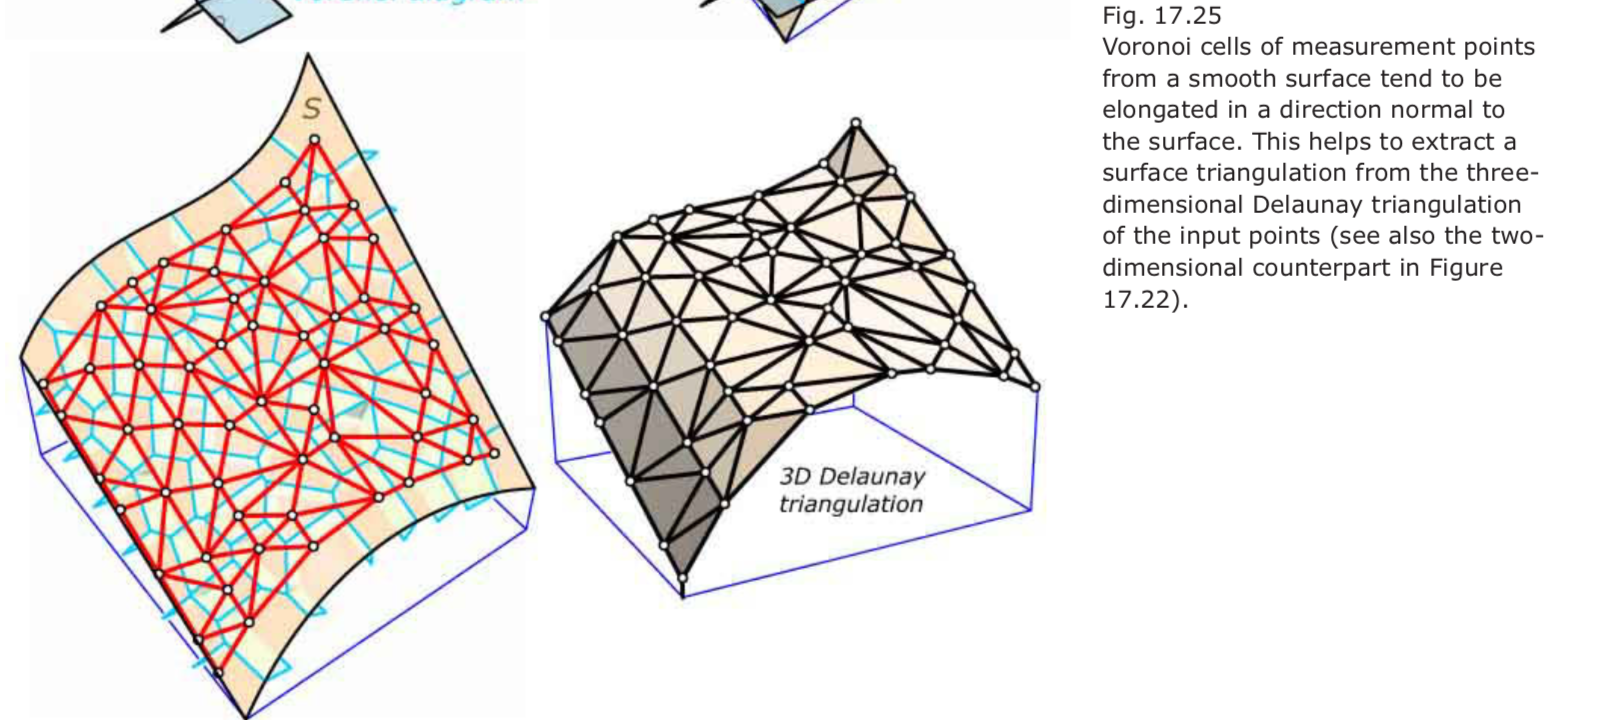 Fig. 17.25
Voronoi cells of measurement points
from a smooth surface tend to be
elongated in a direction normal to
the surface. This helps to extract a
surface triangulation from the three-
dimensional Delaunay triangulation
of the input points (see also the two-
dimensional counterpart in Figure
17.22).
S
3D Delaunay
triangulation